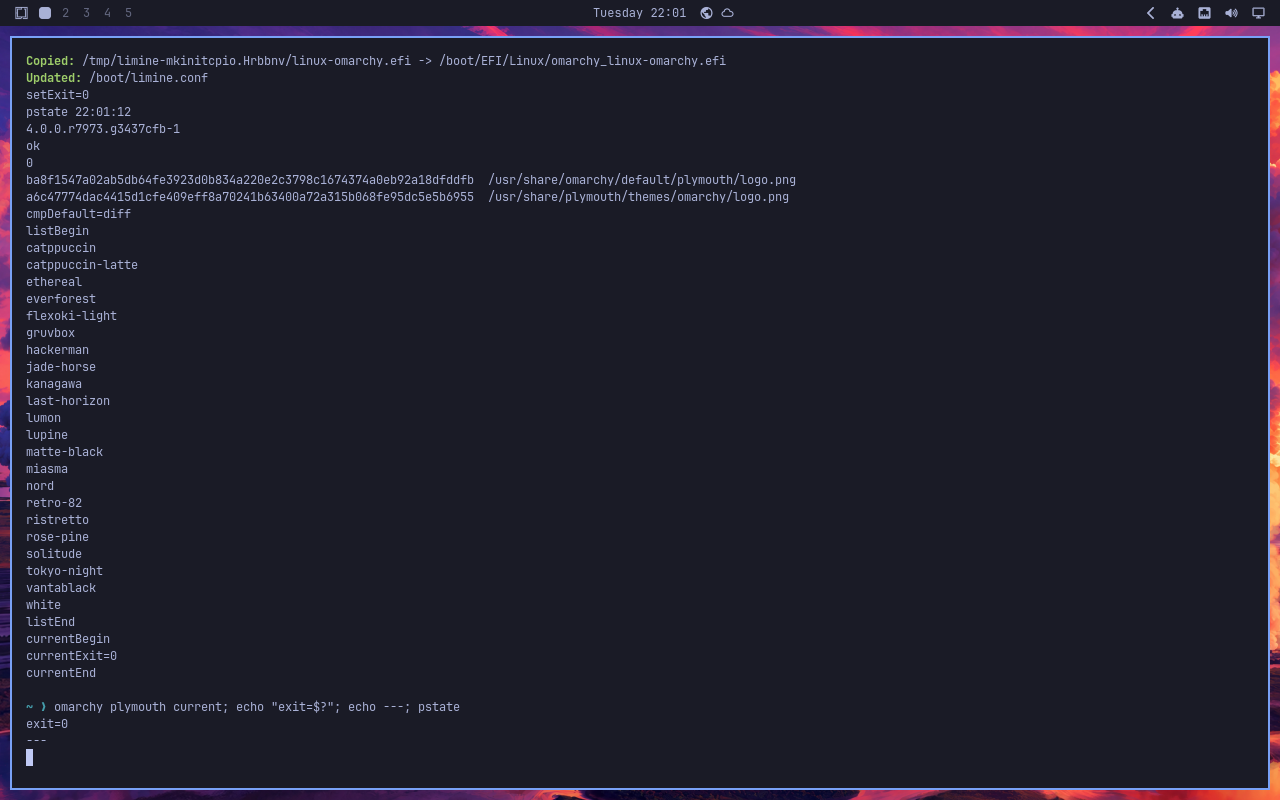 2 3 4 5 Tuesday 22:01
Copied: /tmp/limine-mkinitcpio.Hrbbnv/linux-omarchy.efi -> /boot/EFI/Linux/omarchy_linux-omarchy.efi
Updated: /boot/limine.conf
setExit=0
pstate 22:01:12
4.0.0.r7973.g3437cfb-1
ok
0
ba8f1547a02ab5db64fe3923d0b834a220e2c3798c1674374a0eb92a18dfddfb  /usr/share/omarchy/default/plymouth/logo.png
a6c47774dac4415d1cfe409eff8a70241b63400a72a315b068fe95dc5e5b6955  /usr/share/plymouth/themes/omarchy/logo.png
cmpDefault=diff
listBegin
catppuccin
catppuccin-latte
ethereal
everforest
flexoki-light
gruvbox
hackerman
jade-horse
kanagawa
last-horizon
lumon
lupine
matte-black
miasma
nord
retro-82
ristretto
rose-pine
solitude
tokyo-night
vantablack
white
listEnd
currentBegin
currentExit=0
currentEnd
~ ❯ omarchy plymouth current; echo "exit=$?"; echo ---; pstate
exit=0
---